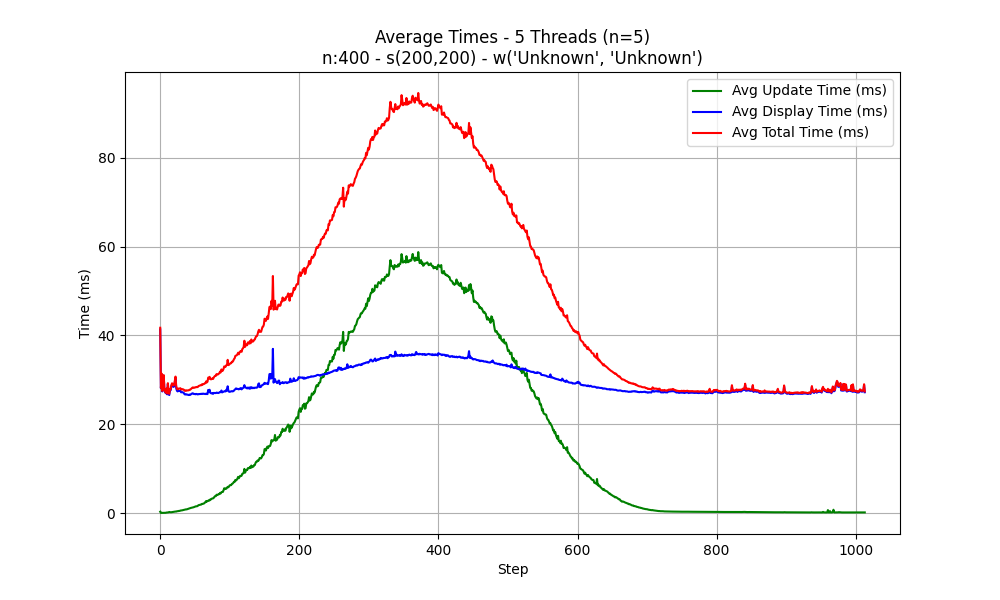 Average Times - 5 Threads (n=5)
n:400 - s(200,200) - w('Unknown', 'Unknown')
Avg Update Time (ms)
Avg Display Time (ms)
Avg Total Time (ms)
Time (ms)
80
60
40
20
0
0 200 400 600 800 1000
Step